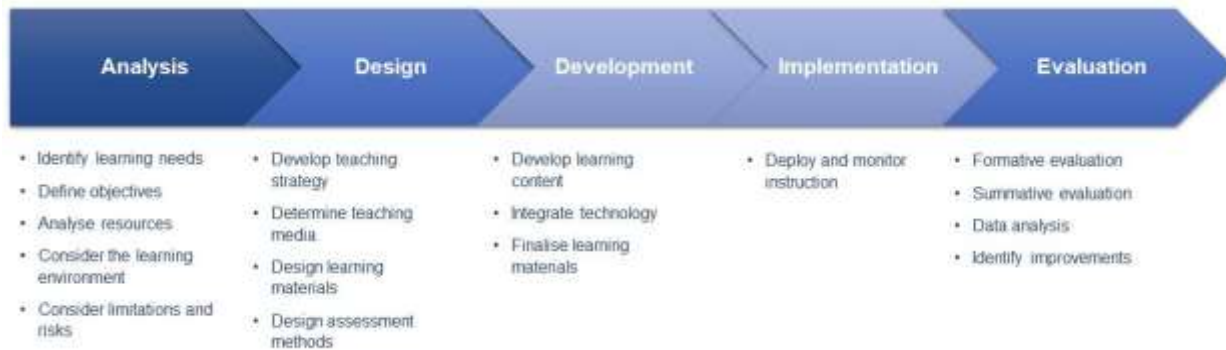 Analysis
Design
Development
Implementation
Evaluation
• Identify learning needs
• Define objectives
• Analyse resources
• Consider the learning
environment
• Consider limitations and
risks
• Develop teaching
strategy
• Determine teaching
media
• Design learning
materials
• Design assessment
methods
• Develop learning
content
• Integrate technology
• Finalise learning
materials
• Deploy and monitor
instruction
• Formative evaluation
• Summative evaluation
• Data analysis
• Identify improvements